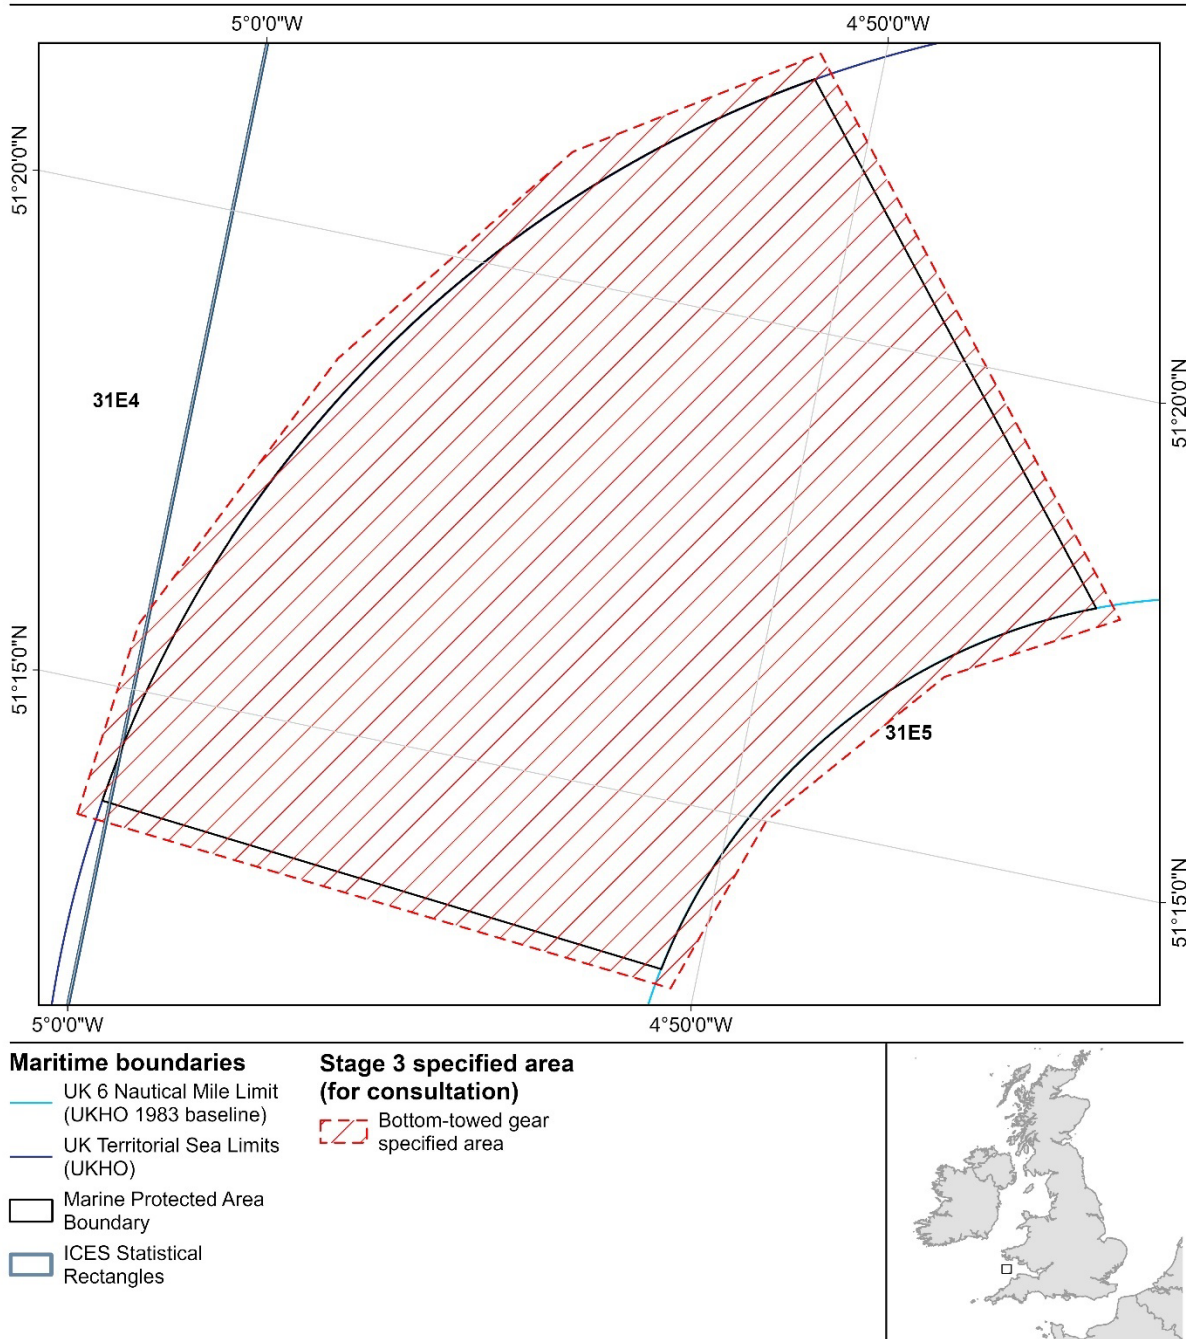 5°0'0"W
4°50'0"W
51°20'0"N
51°20'0"N
31E4
51°15'0"N
31E5
51°15'0"N
5°0'0"W
4°50'0"W
Maritime boundaries
UK 6 Nautical Mile Limit
(UKHO 1983 baseline)
UK Territorial Sea Limits
(UKHO)
Marine Protected Area
Boundary
ICES Statistical
Rectangles
Stage 3 specified area
(for consultation)
Bottom-towed gear
specified area